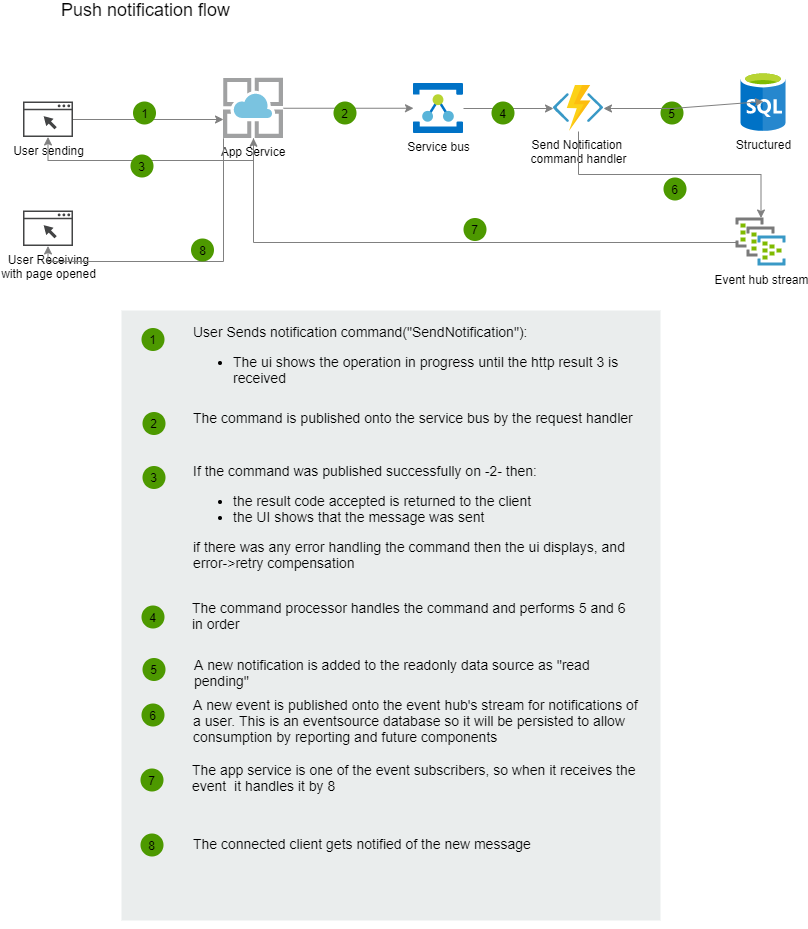 Push notification flow
1
2
4
5
SQL
User sending
App Service
Service bus
Send Notification
command handler
Structured
3
6
7
8
User Receiving
with page opened
Event hub stream
1
User Sends notification command("SendNotification"):
• The ui shows the operation in progress until the http result 3 is
received
2
The command is published onto the service bus by the request handler
3
If the command was published successfully on -2- then:
• the result code accepted is returned to the client
• the UI shows that the message was sent
if there was any error handling the command then the ui displays, and
error->retry compensation
4
The command processor handles the command and performs 5 and 6
in order
5
A new notification is added to the readonly data source as "read
pending"
6
A new event is published onto the event hub's stream for notifications of
a user. This is an eventsource database so it will be persisted to allow
consumption by reporting and future components
7
The app service is one of the event subscribers, so when it receives the
event it handles it by 8
8
The connected client gets notified of the new message